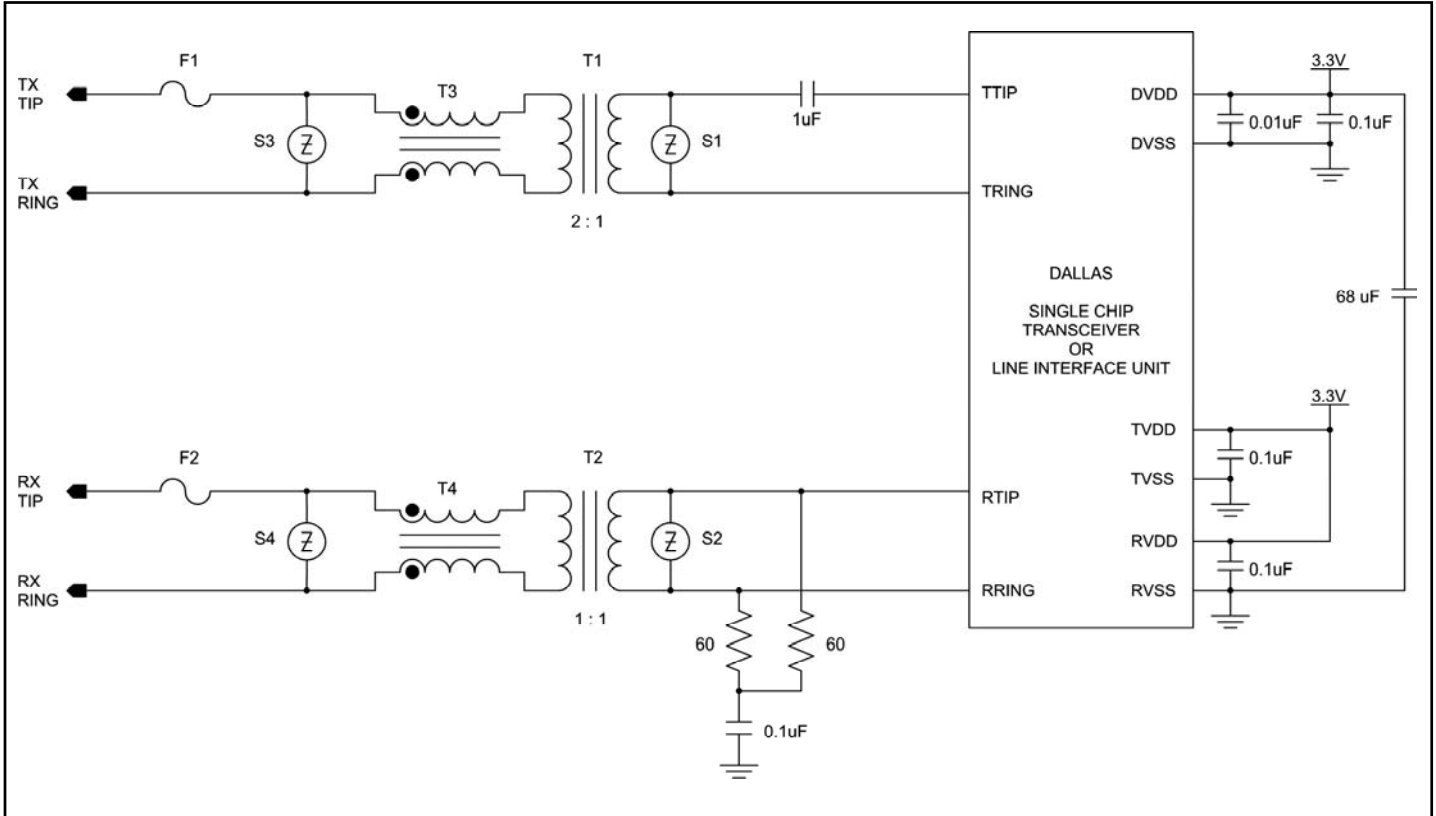 F1
T1
TX
TIP
T3
S3
S1
1uF
TX
RING
2 : 1
TTIP
TRING
DALLAS
SINGLE CHIP
TRANSCEIVER
OR
LINE INTERFACE UNIT
DVDD
DVSS
3.3V
0.01uF
0.1uF
68 uF
3.3V
TVDD
0.1uF
TVSS
RVDD
0.1uF
RVSS
F2
T2
RX
TIP
T4
S4
S2
RX
RING
1 : 1
RTIP
RRING
60
60
0.1uF